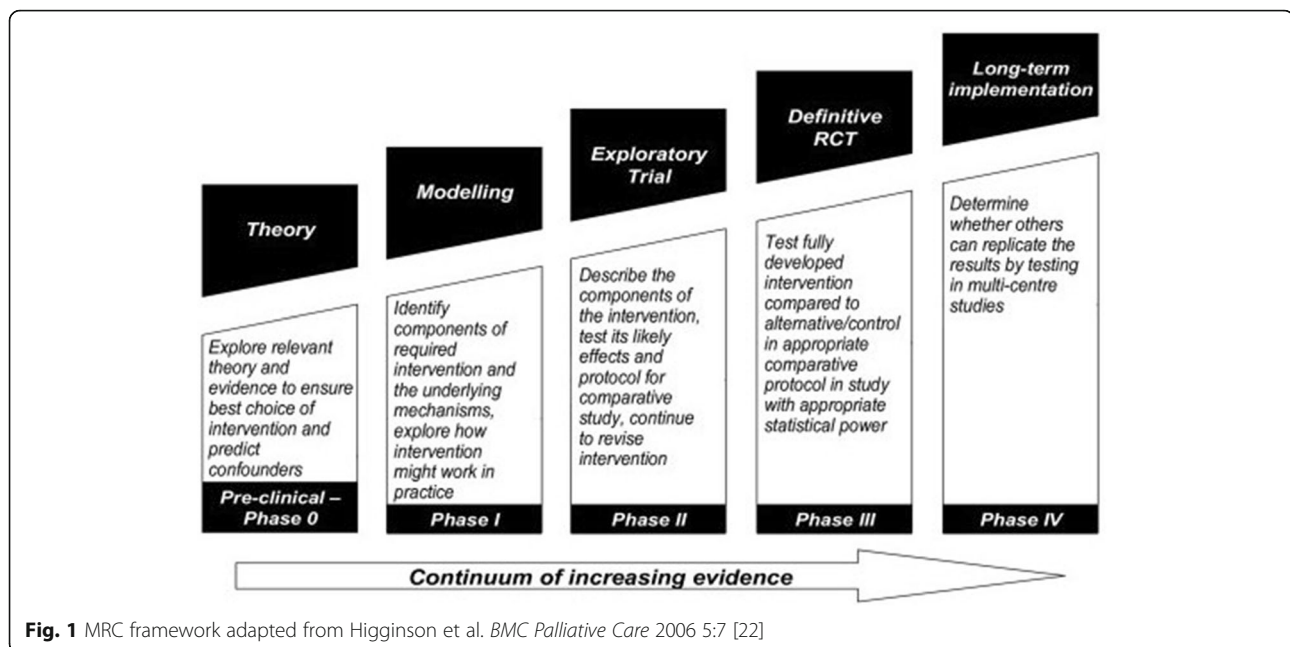 Theory
Explore relevant
theory and
evidence to ensure
best choice of
intervention and
predict
confounders
Pre-clinical –
Phase 0
Modelling
Identify
components of
required
intervention and
the underlying
mechanisms,
explore how
intervention
might work in
practice
Phase I
Exploratory
Trial
Describe the
components of
the intervention,
test its likely
effects and
protocol for
comparative
study, continue
to revise
intervention
Phase II
Definitive
RCT
Test fully
developed
intervention
compared to
alternative/control
in appropriate
comparative
protocol in study
with appropriate
statistical power
Phase III
Long-term
implementation
Determine
whether others
can replicate the
results by testing
in multi-centre
studies
Phase IV
Continuum of increasing evidence
Fig. 1 MRC framework adapted from Higginson et al. BMC Palliative Care 2006 5:7 [22]